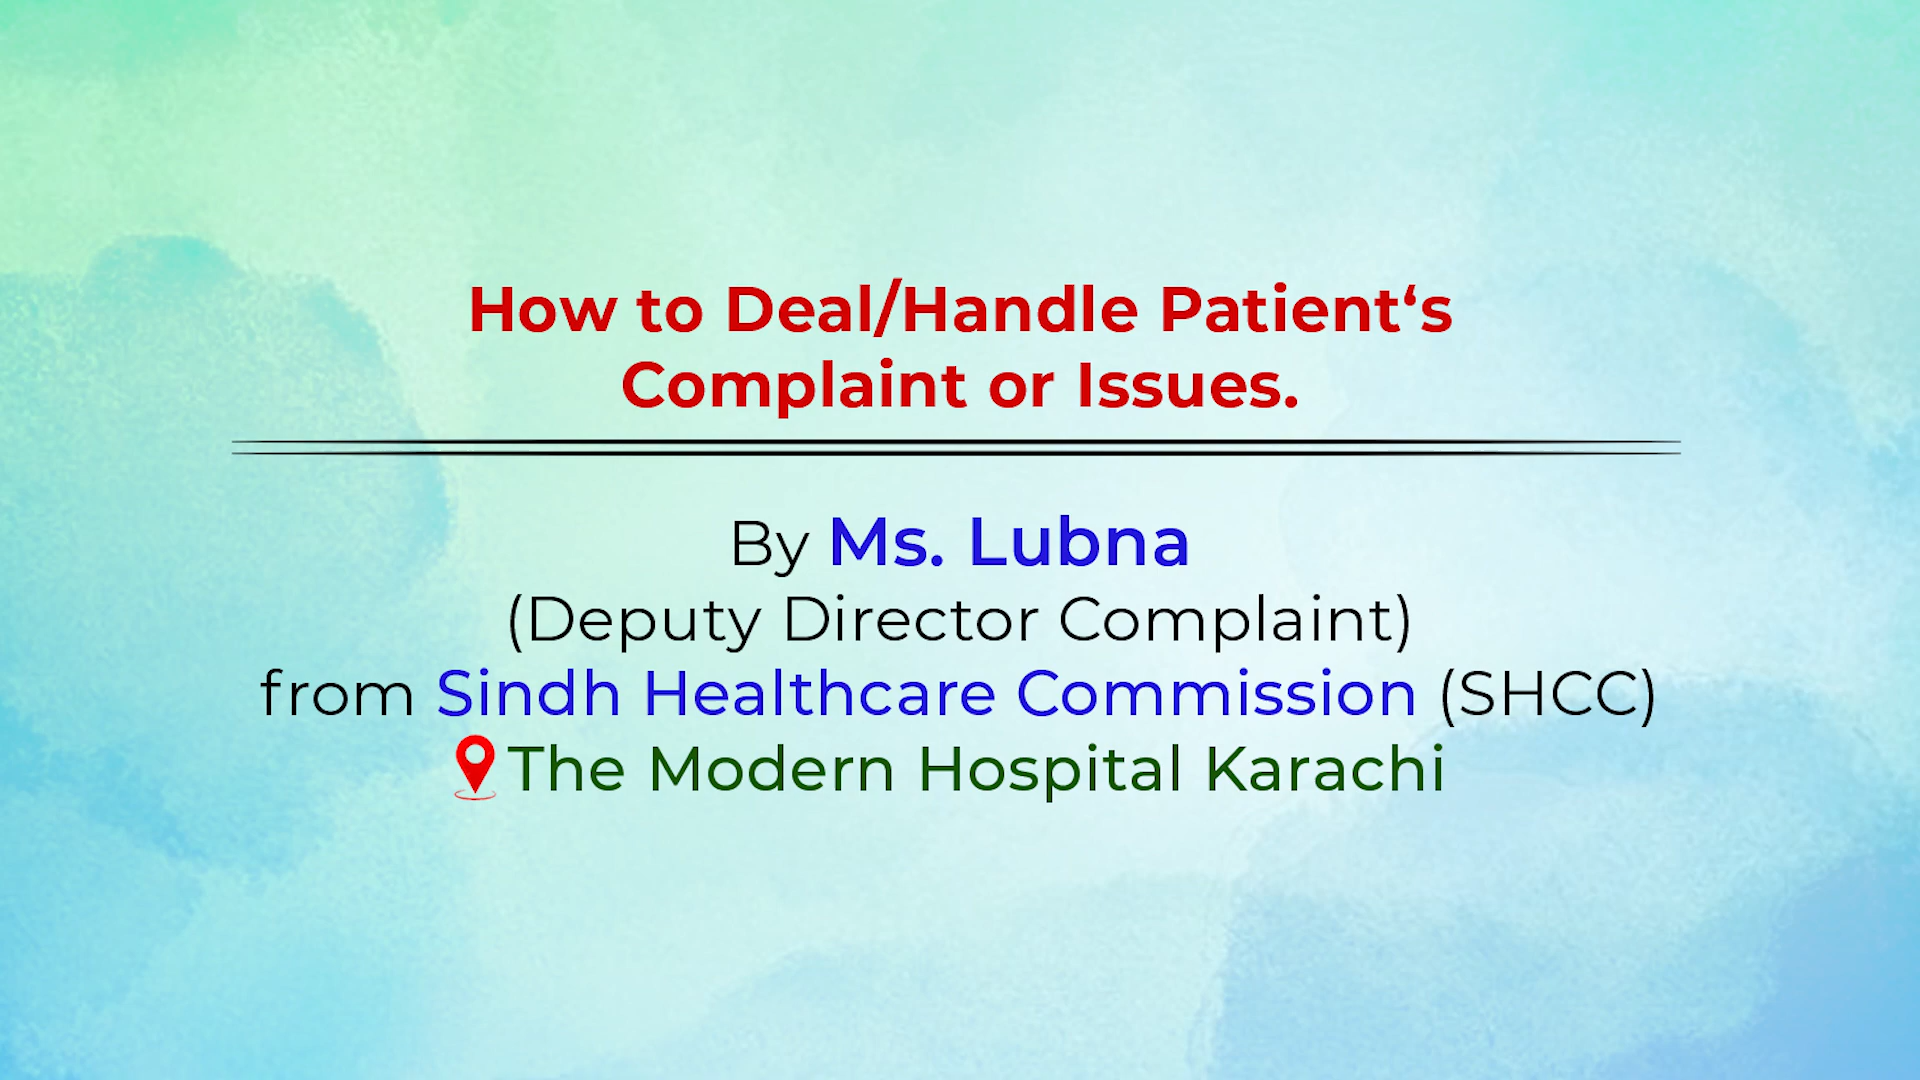 How to Deal/Handle Patient‘s
Complaint or Issues.
By Ms. Lubna
(Deputy Director Complaint)
from Sindh Healthcare Commission (SHCC)
The Modern Hospital Karachi